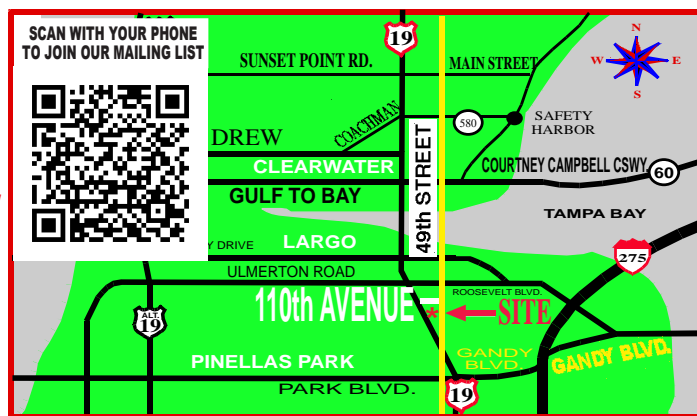 SCAN WITH YOUR PHONE
TO JOIN OUR MAILING LIST
19
N
W E
S
SUNSET POINT RD.
MAIN STREET
COACHMAN
580
SAFETY
HARBOR
DREW
49th STREET
CLEARWATER
COURTNEY CAMPBELL CSWY.
60
GULF TO BAY
TAMPA BAY
Y DRIVE
LARGO
275
ULMERTON ROAD
ROOSEVELT BLVD.
110th AVENUE
* SITE
ALT.
19
GANDY
BLVD.
GANDY BLVD.
PINELLAS PARK
PARK BLVD.
19